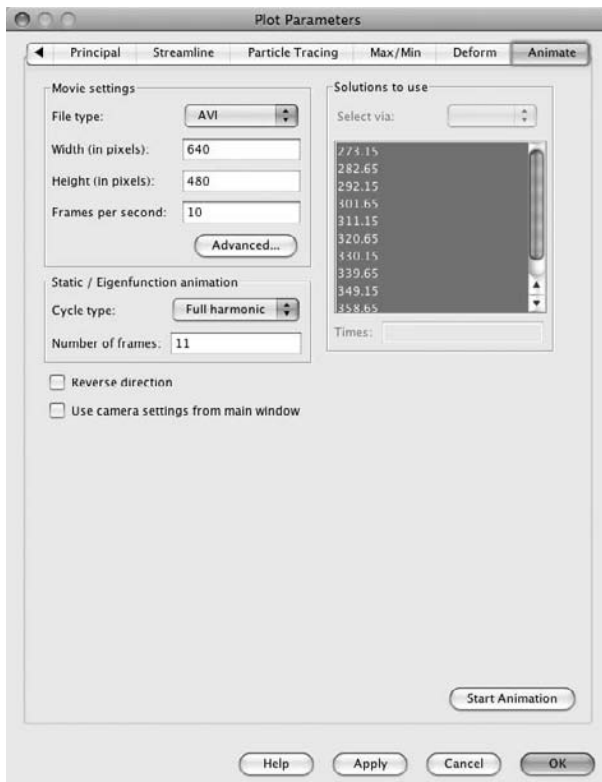 Plot Parameters
Principal Streamline Particle Tracing Max/Min Deform Animate
Movie settings
File type: AVI
Width (in pixels): 640
Height (in pixels): 480
Frames per second: 10
Advanced...
Static / Eigenfunction animation
Cycle type: Full harmonic
Number of frames: 11
Reverse direction
Use camera settings from main window
Solutions to use
Select via:
273.15
282.65
292.15
301.65
311.15
320.65
330.15
339.65
349.15
358.65
Times:
Start Animation
Help Apply Cancel OK